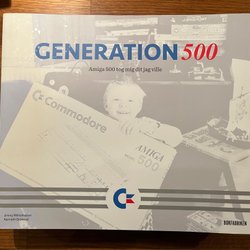 GENERATION 500
Amiga 500 tog mig dit jag ville
Commodore
AMIGA
500
BOKFABRIKEN